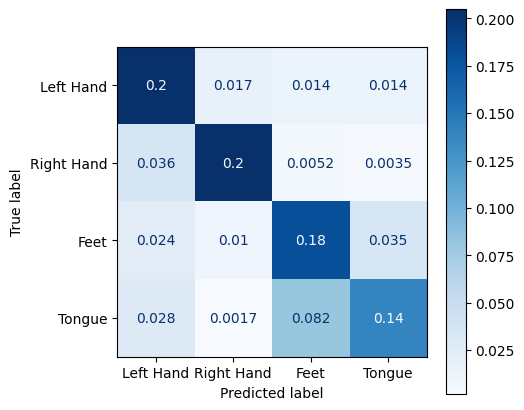 0.200
0.175
0.150
0.125
0.100
0.075
0.050
0.025
Left Hand 0.2 0.017 0.014 0.014
Right Hand 0.036 0.2 0.0052 0.0035
Feet 0.024 0.01 0.18 0.035
Tongue 0.028 0.0017 0.082 0.14
True label
Left Hand Right Hand Feet Tongue
Predicted label